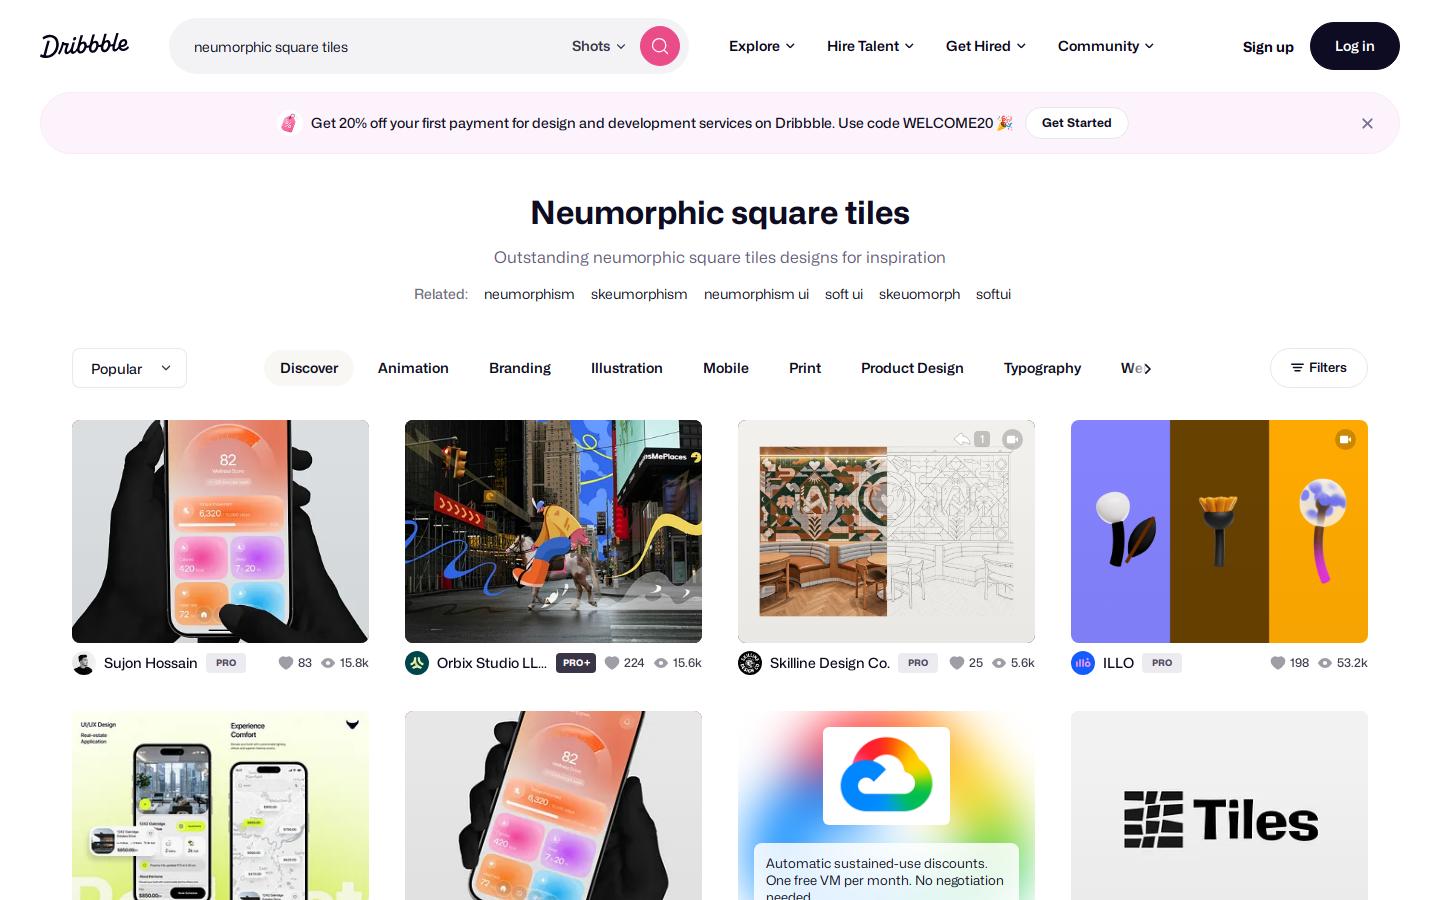 Dribbble
neumorphic square tiles
Shots
Explore
Hire Talent
Get Hired
Community
Sign up
Log in
Get 20% off your first payment for design and development services on Dribbble. Use code WELCOME20 🎉
Get Started
Neumorphic square tiles
Outstanding neumorphic square tiles designs for inspiration
Related: neumorphism skeumorphism neumorphism ui soft ui skeuomorph softui
Popular
Discover
Animation
Branding
Illustration
Mobile
Print
Product Design
Typography
We
Filters
82
Wellness Score
6,320
420
7
20
72
esMePlaces
1
Sujon Hossain PRO 83 15.8k
Orbix Studio LL... PRO+ 224 15.6k
Skilline Design Co. PRO 25 5.6k
ILLO PRO 198 53.2k
UI/UX Design
Real-estate
Application
Experience
Comfort
82
6,320
420
7
20
72
Automatic sustained-use discounts.
One free VM per month. No negotiation
needed
Tiles